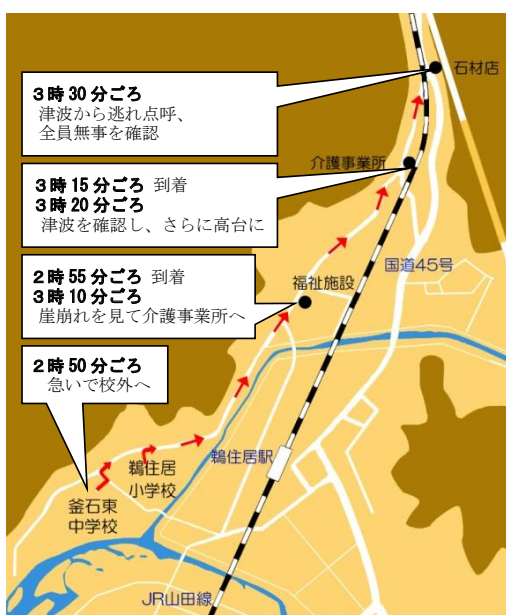 石材店
3時30分ごろ
津波から逃れ点呼、
全員無事を確認
介護事業所
3時15分ごろ 到着
3時20分ごろ
津波を確認し、さらに高台に
国道45号
福祉施設
2時55分ごろ 到着
3時10分ごろ
崖崩れを見て介護事業所へ
2時50分ごろ
急いで校外へ
鵜住居駅
鵜住居
小学校
釜石東
中学校
JR山田線